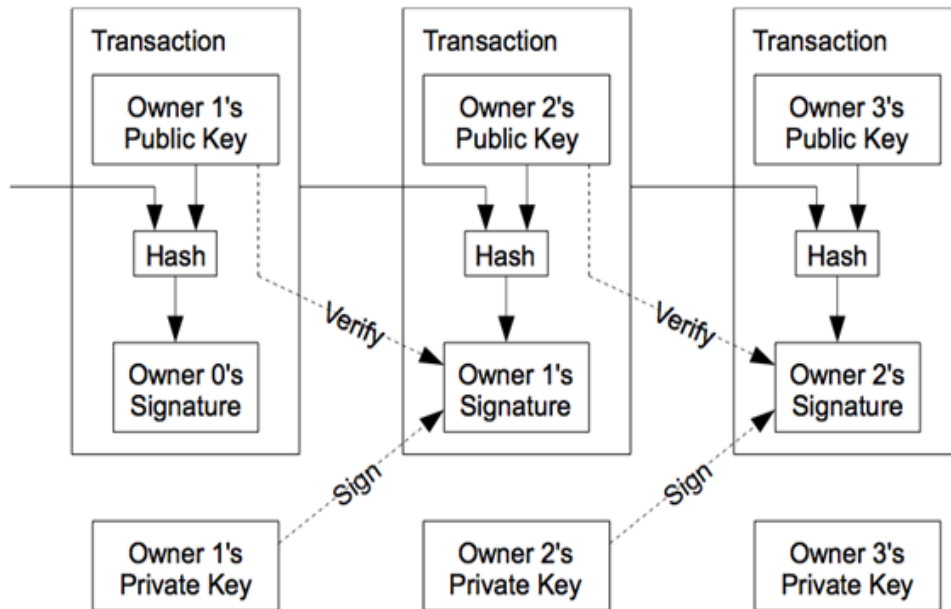 Transaction
Owner 1's
Public Key
Hash
Owner 0's
Signature
Transaction
Owner 2's
Public Key
Hash
Verify
Owner 1's
Signature
Transaction
Owner 3's
Public Key
Hash
Verify
Owner 2's
Signature
Sign
Sign
Owner 1's
Private Key
Owner 2's
Private Key
Owner 3's
Private Key